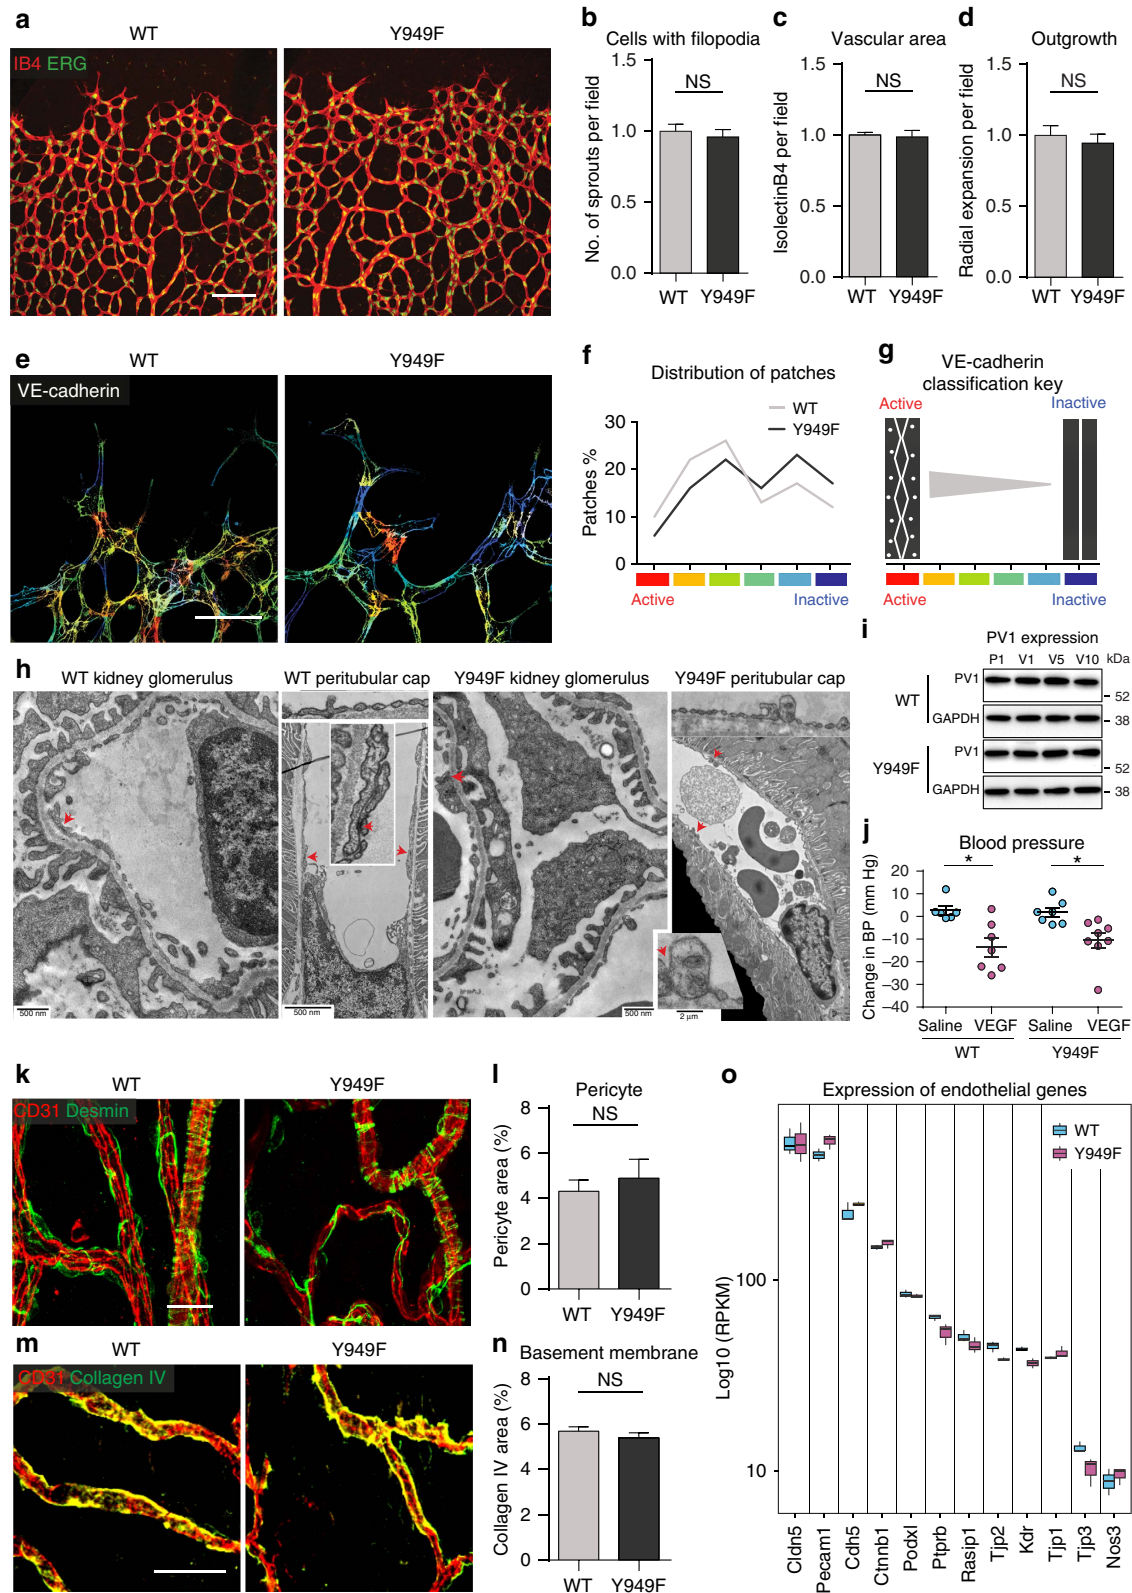 a
WT
Y949F
IB4 ERG
b
Cells with filopodia
No. of sprouts per field
1.5
1.0
0.5
0.0
NS
WT
Y949F
c
Vascular area
IsolectinB4 per field
1.5
1.0
0.5
0.0
NS
WT
Y949F
d
Outgrowth
Radial expansion per field
1.5
1.0
0.5
0.0
NS
WT
Y949F
e
WT
Y949F
VE-cadherin
f
Distribution of patches
WT
Y949F
Patches %
30
20
10
0
Active
Inactive
g
VE-cadherin
classification key
Active
Inactive
Active
Inactive
h
WT kidney glomerulus
WT peritubular cap
Y949F kidney glomerulus
Y949F peritubular cap
500 nm
500 nm
500 nm
2 μm
i
PV1 expression
P1 V1 V5 V10 kDa
WT
PV1
52
GAPDH
38
Y949F
PV1
52
GAPDH
38
j
Blood pressure
Change in BP (mm Hg)
20
10
0
−10
−20
−30
−40
*
*
Saline
VEGF
Saline
VEGF
WT
Y949F
k
WT
Y949F
CD31 Desmin
l
Pericyte
NS
Pericyte area (%)
8
6
4
2
0
WT
Y949F
m
WT
Y949F
CD31 Collagen IV
n
Basement membrane
NS
Collagen IV area (%)
8
6
4
2
0
WT
Y949F
o
Expression of endothelial genes
WT
Y949F
Log10 (RPKM)
100
10
Cldn5
Pecam1
Cdh5
Ctnnb1
Podxl
Ptprb
Rasip1
Tjp2
Kdr
Tjp1
Tjp3
Nos3